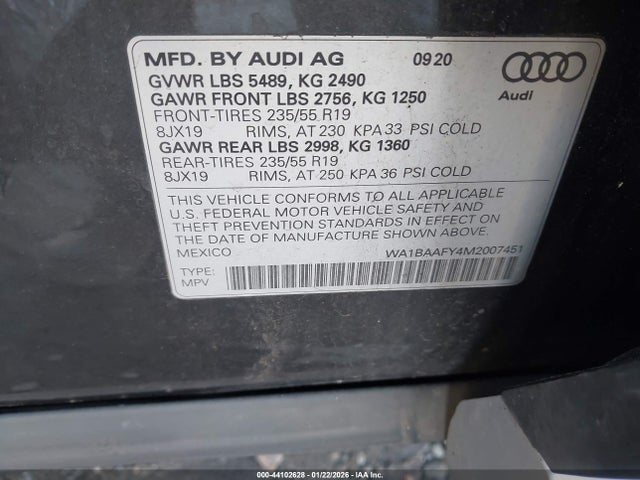 MFD. BY AUDI AG 09 20
GVWR LBS 5489, KG 2490
GAWR FRONT LBS 2756, KG 1250
FRONT-TIRES 235/55 R19
8JX19 RIMS, AT 230 KPA 33 PSI COLD
GAWR REAR LBS 2998, KG 1360
REAR-TIRES 235/55 R19
8JX19 RIMS, AT 250 KPA 36 PSI COLD
Audi
THIS VEHICLE CONFORMS TO ALL APPLICABLE
U.S. FEDERAL MOTOR VEHICLE SAFETY AND
THEFT PREVENTION STANDARDS IN EFFECT ON
THE DATE OF MANUFACTURE SHOWN ABOVE.
MEXICO WA1BAAFY4M2007451
TYPE:
MPV
000-44102628 - 01/22/2026 - IAA Inc.